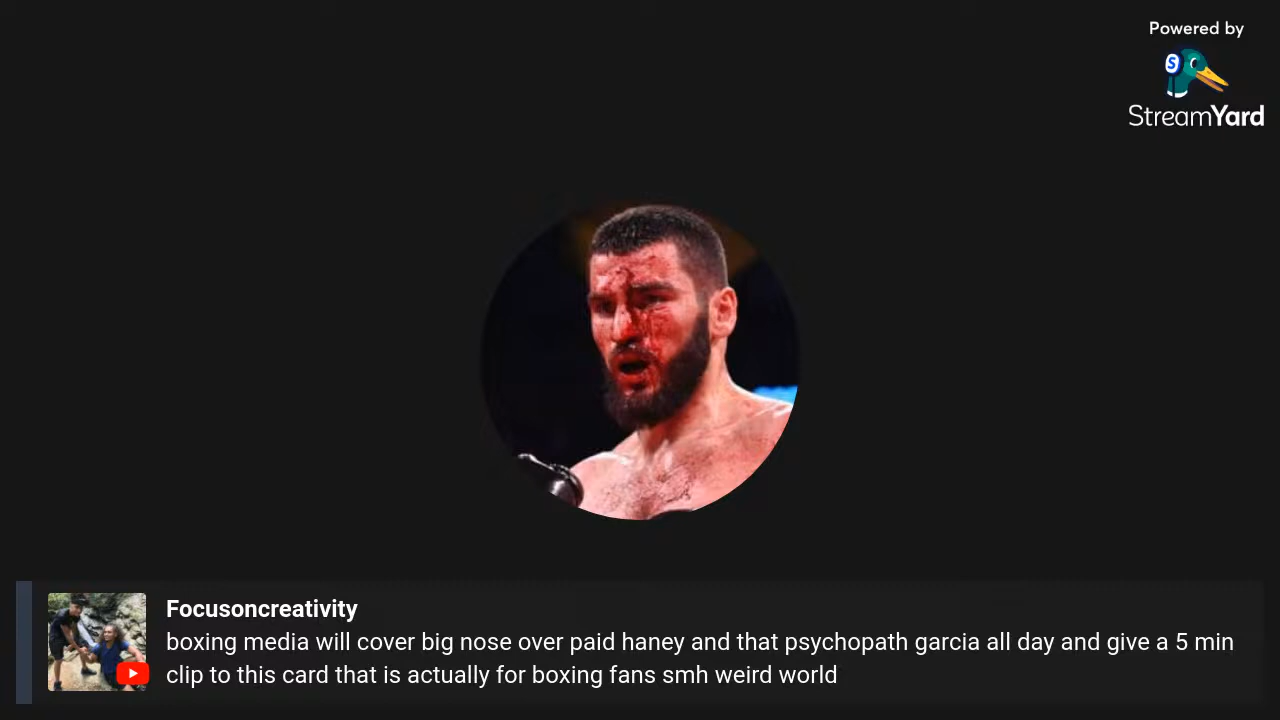 Powered by
S
StreamYard
Focusoncreativity
boxing media will cover big nose over paid haney and that psychopath garcia all day and give a 5 min
clip to this card that is actually for boxing fans smh weird world